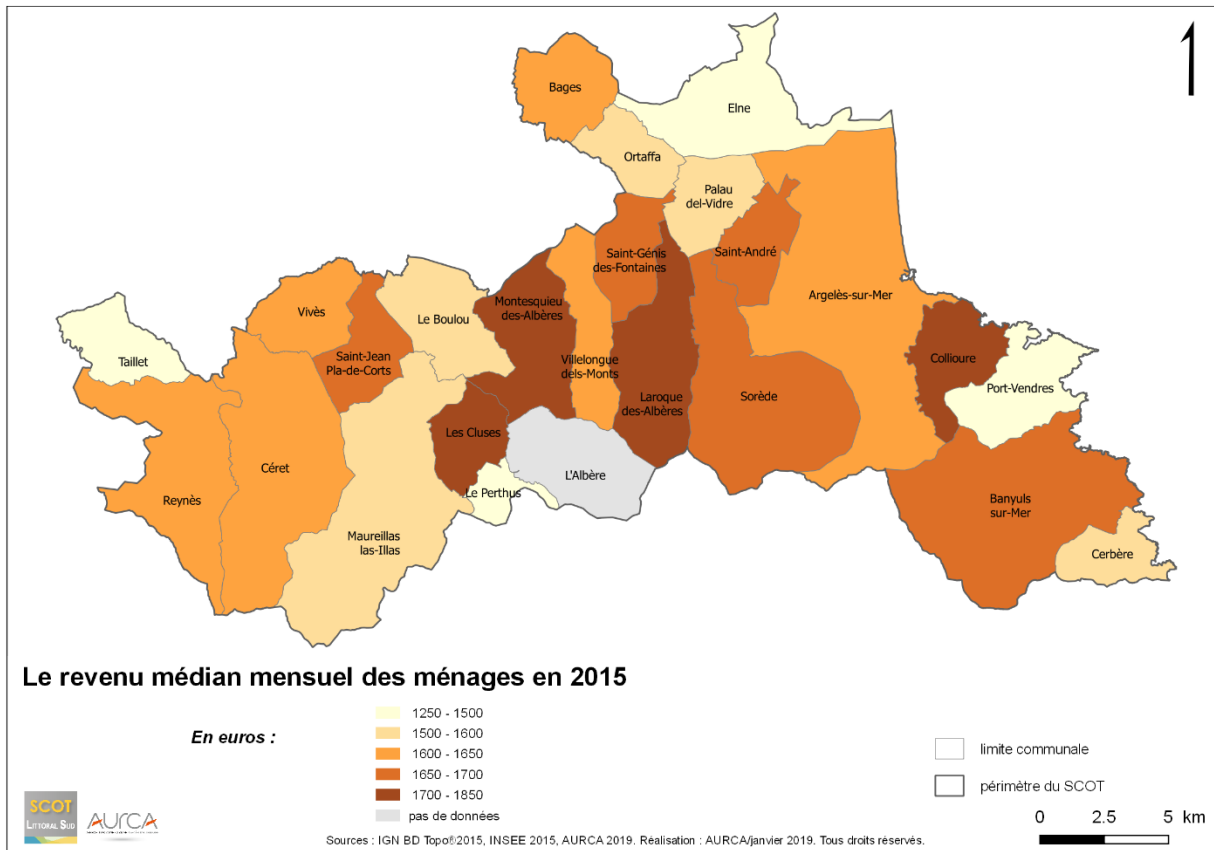 Bages
Elne
Ortaffa
Palau
del-Vidre
Saint-Génis
des-Fontaines
Saint-André
Montesquieu
des-Albères
Argelès-sur-Mer
Vivès
Le Boulou
Taillet
Saint-Jean
Pla-de-Corts
Villelongue
dels-Monts
Collioure
Port-Vendres
Laroque
des-Albères
Sorède
Les Cluses
Céret
L'Albère
Reynès
Le Perthus
Banyuls
sur-Mer
Maureillas
las-Illas
Cerbère
Le revenu médian mensuel des ménages en 2015
En euros :
1250 - 1500
1500 - 1600
1600 - 1650
1650 - 1700
1700 - 1850
pas de données
limite communale
périmètre du SCOT
0 2.5 5 km
SCOT
LITTORAL SUD
AURCA
Sources : IGN BD Topo®2015, INSEE 2015, AURCA 2019. Réalisation : AURCA/janvier 2019. Tous droits réservés.